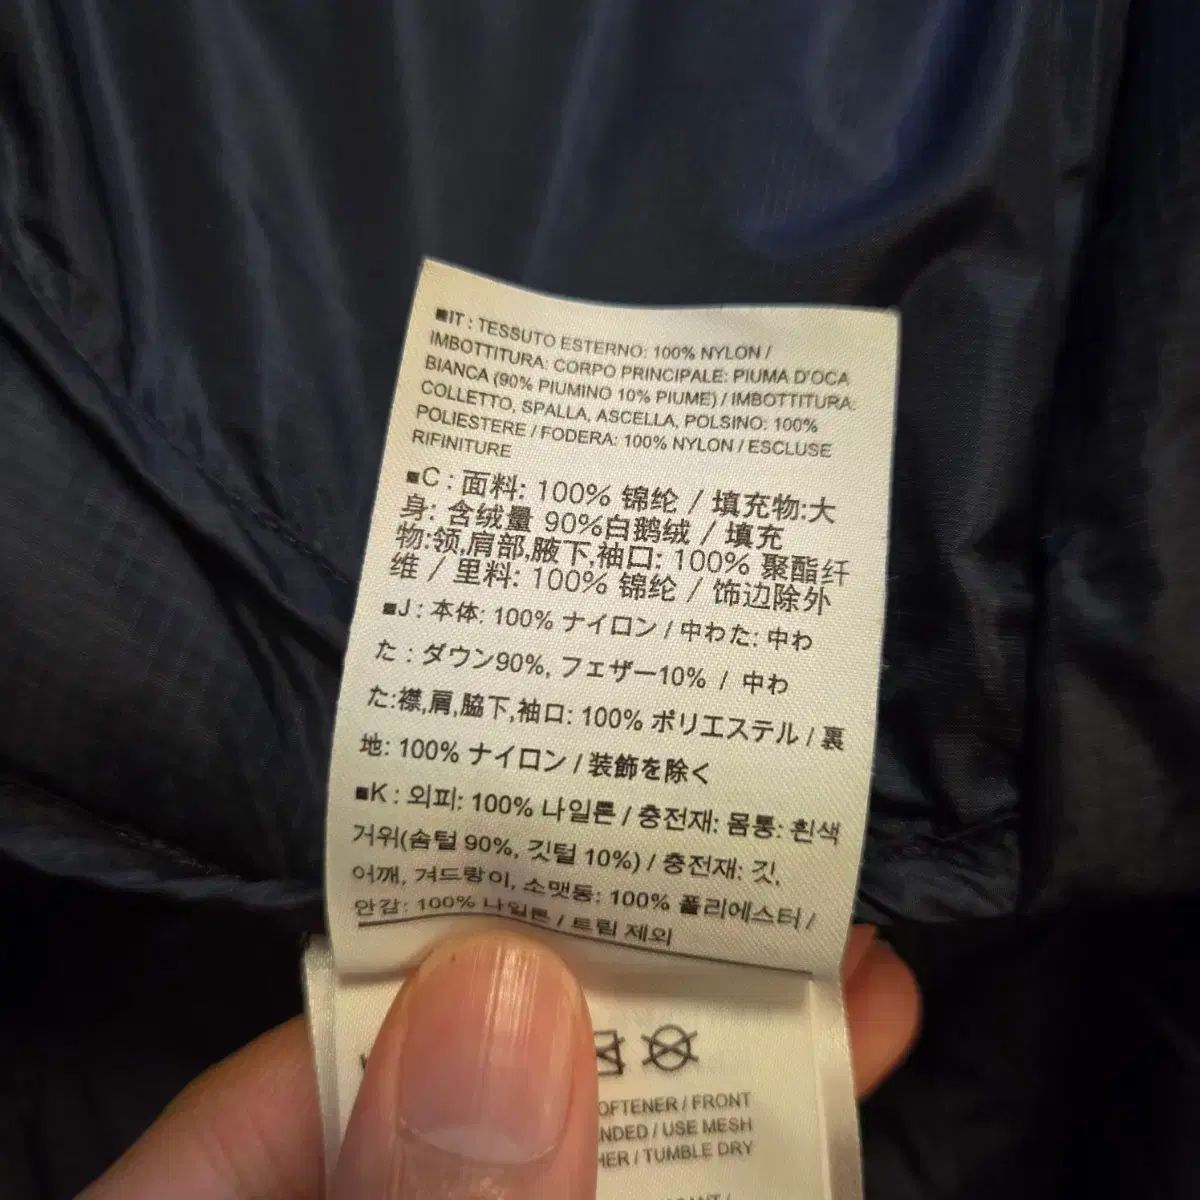 ■IT : TESSUTO ESTERNO: 100% NYLON /
IMBOTTITURA: CORPO PRINCIPALE: PIUMA D'OCA
BIANCA (90% PIUMINO 10% PIUME) / IMBOTTITURA:
COLLETTO, SPALLA, ASCELLA, POLSINO: 100%
POLIESTERE / FODERA: 100% NYLON / ESCLUSE
RIFINITURE
■C : 面料: 100% 锦纶 / 填充物:大
身: 含绒量 90%白鹅绒 / 填充
物:领,肩部,腋下,袖口: 100% 聚酯纤
维 / 里料: 100% 锦纶 / 饰边除外
■J : 本体: 100% ナイロン / 中わた: 中わ
た : ダウン90%, フェザー10% / 中わ
た:襟,肩,脇下,袖口: 100% ポリエステル / 裏
地: 100% ナイロン / 装飾を除く
■K : 외피: 100% 나일론 / 충전재: 몸통: 흰색
거위(솜털 90%, 깃털 10%) / 충전재: 깃,
어깨, 겨드랑이, 소맷동: 100% 폴리에스터 /
안감: 100% 나일론 / 트림 제외
OFTENER / FRONT
NDED / USE MESH
HER / TUMBLE DRY